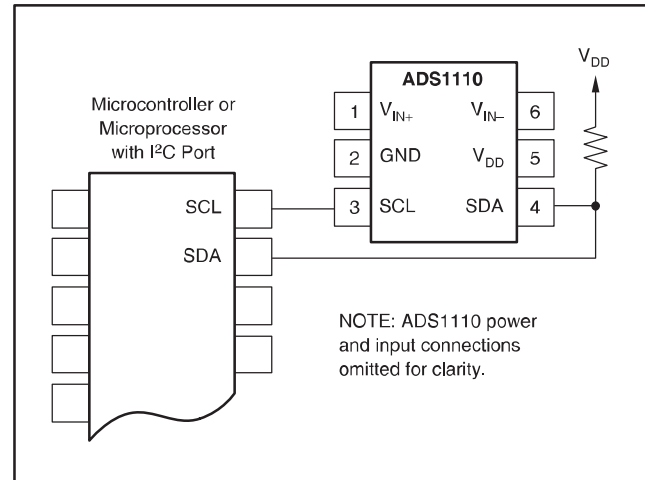 V_DD
ADS1110
Microcontroller or
Microprocessor
with I²C Port
1 V_IN+ V_IN– 6
2 GND V_DD 5
SCL 3 SCL SDA 4
SDA
NOTE: ADS1110 power
and input connections
omitted for clarity.